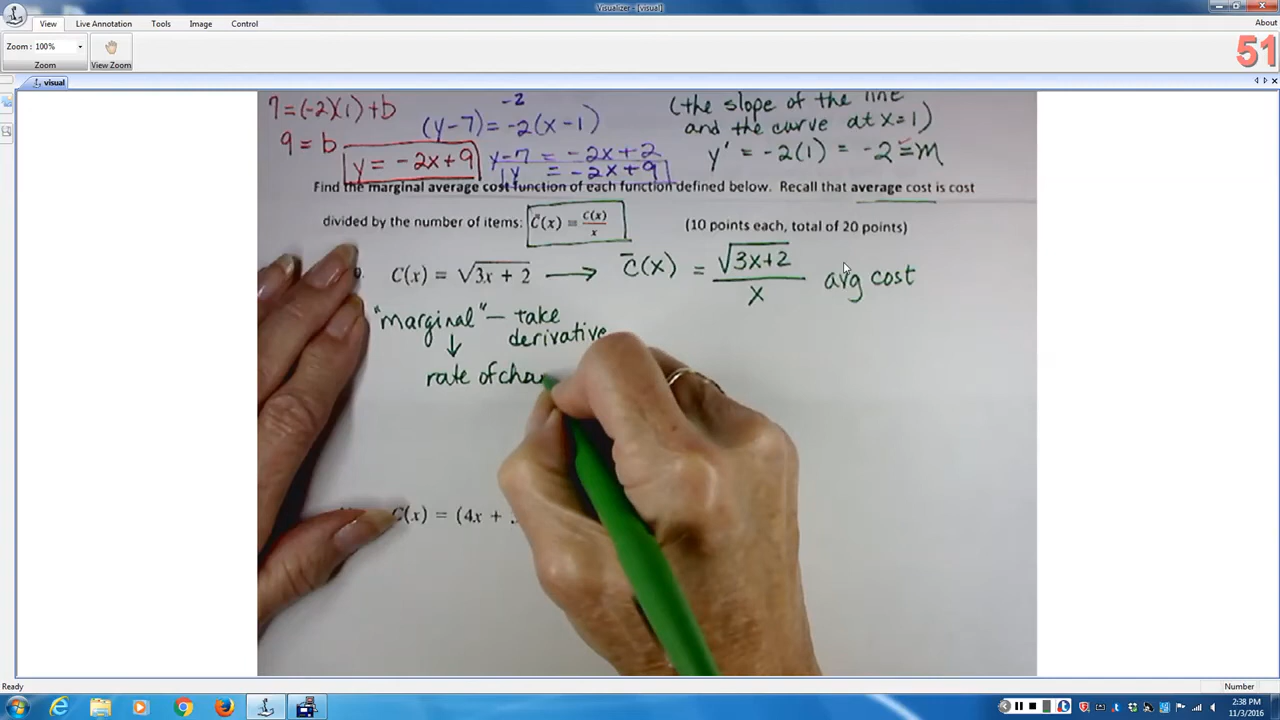 Visualizer - [visual]
View Live Annotation Tools Image Control
About
Zoom : 100%
View Zoom
Zoom
View Zoom
51
visual
7 = (-2)(1) + b
9 = b
y = -2x+9
-2
(y-7) = -2(x-1)
y-7 = -2x+2
y = -2x+9
(the slope of the line
and the curve at x=1)
y' = -2(1) = -2 = m
Find the marginal average cost function of each function defined below. Recall that average cost is cost
divided by the number of items: C̄(x) = C(x)/x (10 points each, total of 20 points)
C(x) = √3x + 2 → C̄(x) = √3x+2 / x avg cost
"marginal" - take
derivative
↓
rate of chan
C(x) = (4x +
Ready
Number
2:38 PM
11/3/2016